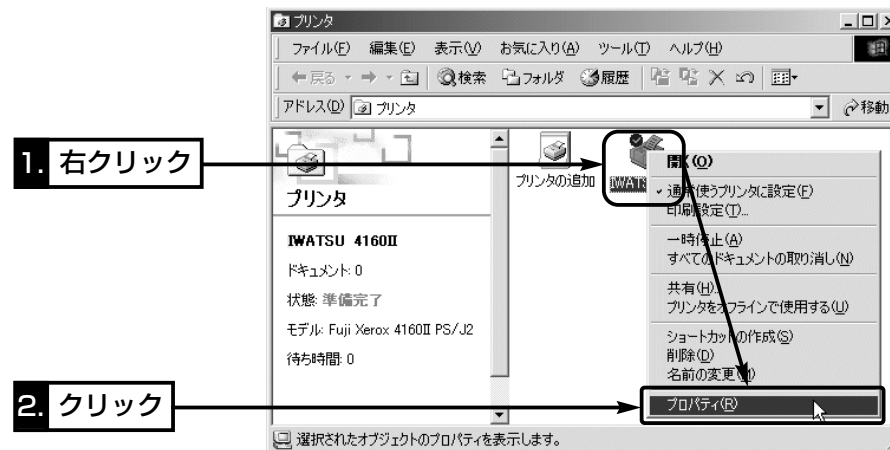 プリンタ
ファイル(F) 編集(E) 表示(V) お気に入り(A) ツール(T) ヘルプ(H)
戻る 検索 フォルダ 履歴
アドレス(D) プリンタ 移動
1. 右クリック
プリンタ
IWATSU 4160II
ドキュメント: 0
状態: 準備完了
モデル: Fuji Xerox 4160II PS/J2
待ち時間: 0
プリンタの追加
開く(O)
通常使うプリンタに設定(F)
印刷設定(T)...
一時停止(A)
すべてのドキュメントの取り消し(N)
共有(H)...
プリンタをオフラインで使用する(U)
ショートカットの作成(S)
削除(D)
名前の変更(M)
プロパティ(R)
2. クリック
選択されたオブジェクトのプロパティを表示します。